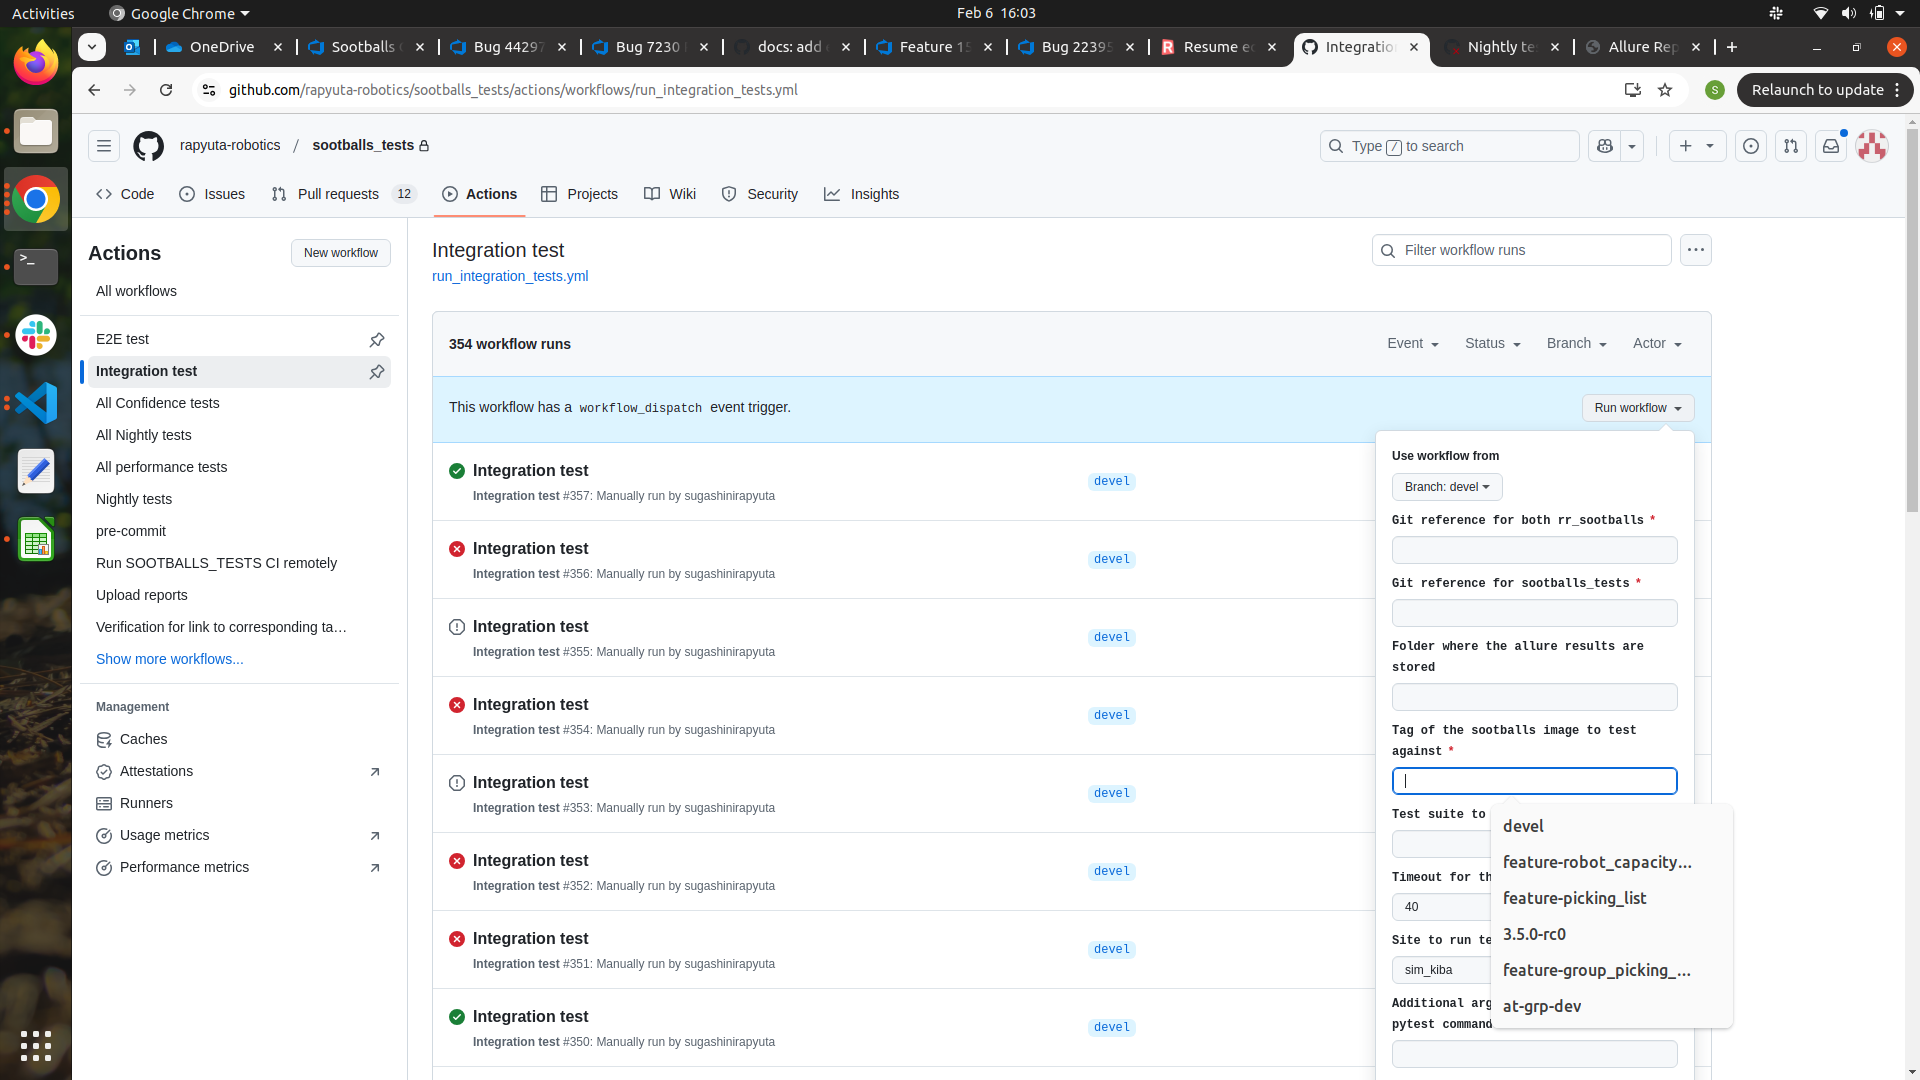 Activities
Google Chrome
Feb 6 16:03
OneDrive
Sootballs
Bug 44297
Bug 7230
docs: add
Feature 15
Bug 22395
Resume
Integration
Nightly te
Allure Rep
github.com/rapyuta-robotics/sootballs_tests/actions/workflows/run_integration_tests.yml
S
Relaunch to update
rapyuta-robotics / sootballs_tests
Type / to search
Code
Issues
Pull requests 12
Actions
Projects
Wiki
Security
Insights
Actions
New workflow
All workflows
E2E test
Integration test
All Confidence tests
All Nightly tests
All performance tests
Nightly tests
pre-commit
Run SOOTBALLS_TESTS CI remotely
Upload reports
Verification for link to corresponding ta...
Show more workflows...
Management
Caches
Attestations
Runners
Usage metrics
Performance metrics
Integration test
run_integration_tests.yml
Filter workflow runs
354 workflow runs
Event
Status
Branch
Actor
This workflow has a workflow_dispatch event trigger.
Run workflow
Integration test
Integration test #357: Manually run by sugashinirapyuta
devel
Integration test
Integration test #356: Manually run by sugashinirapyuta
devel
Integration test
Integration test #355: Manually run by sugashinirapyuta
devel
Integration test
Integration test #354: Manually run by sugashinirapyuta
devel
Integration test
Integration test #353: Manually run by sugashinirapyuta
devel
Integration test
Integration test #352: Manually run by sugashinirapyuta
devel
Integration test
Integration test #351: Manually run by sugashinirapyuta
devel
Integration test
Integration test #350: Manually run by sugashinirapyuta
devel
Use workflow from
Branch: devel
Git reference for both rr_sootballs *
Git reference for sootballs_tests *
Folder where the allure results are
stored
Tag of the sootballs image to test
against *
Test suite to
Timeout for th
40
Site to run te
sim_kiba
Additional arg
pytest command
devel
feature-robot_capacity...
feature-picking_list
3.5.0-rc0
feature-group_picking_...
at-grp-dev